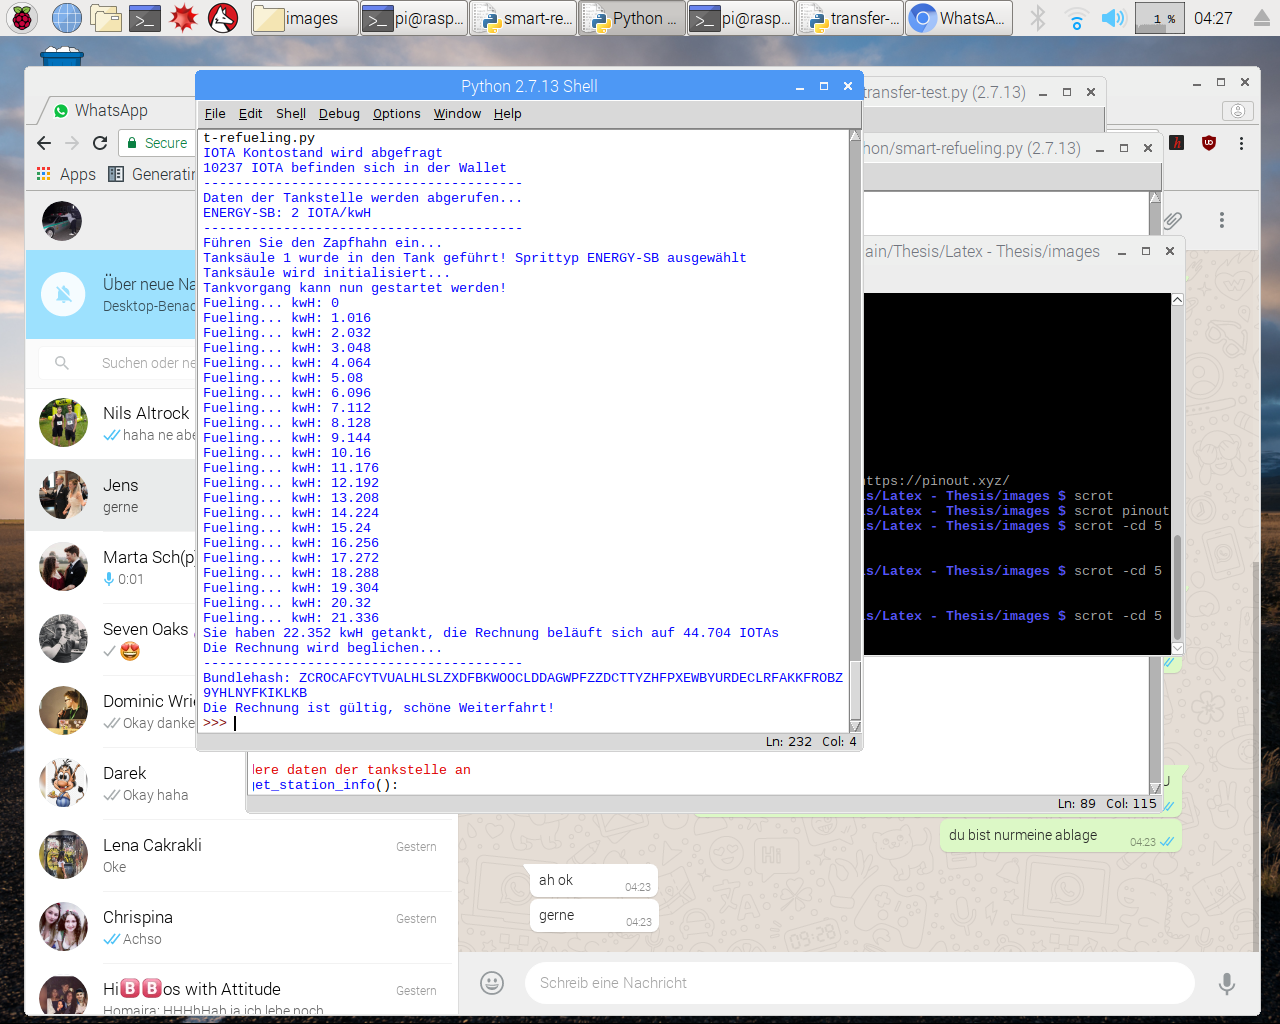 images
pi@rasp...
smart-re...
Python ...
pi@rasp...
transfer-...
WhatsA...
1 %
04:27
WhatsApp
Secure
Apps
Python 2.7.13 Shell
File Edit Shell Debug Options Window Help
t-refueling.py
IOTA Kontostand wird abgefragt
10237 IOTA befinden sich in der Wallet
----------------------------------------
Daten der Tankstelle werden abgerufen...
ENERGY-SB: 2 IOTA/kwH
----------------------------------------
Führen Sie den Zapfhahn ein...
Tanksäule 1 wurde in den Tank geführt! Sprittyp ENERGY-SB ausgewählt
Tanksäule wird initialisiert...
Tankvorgang kann nun gestartet werden!
Fueling... kwH: 0
Fueling... kwH: 1.016
Fueling... kwH: 2.032
Fueling... kwH: 3.048
Fueling... kwH: 4.064
Fueling... kwH: 5.08
Fueling... kwH: 6.096
Fueling... kwH: 7.112
Fueling... kwH: 8.128
Fueling... kwH: 9.144
Fueling... kwH: 10.16
Fueling... kwH: 11.176
Fueling... kwH: 12.192
Fueling... kwH: 13.208
Fueling... kwH: 14.224
Fueling... kwH: 15.24
Fueling... kwH: 16.256
Fueling... kwH: 17.272
Fueling... kwH: 18.288
Fueling... kwH: 19.304
Fueling... kwH: 20.32
Fueling... kwH: 21.336
Sie haben 22.352 kwH getankt, die Rechnung beläuft sich auf 44.704 IOTAs
Die Rechnung wird beglichen...
----------------------------------------
Bundlehash: ZCROCAFCYTVUALHLSLZXDFBKWOOCLDDAGWPFZZDCTTYZHFPXEWBYURDECLRFAKKFROBZ
9YHLNYFKIKLKB
Die Rechnung ist gültig, schöne Weiterfahrt!
>>>
Ln: 232 Col: 4
transfer-test.py (2.7.13)
hon/smart-refueling.py (2.7.13)
ain/Thesis/Latex - Thesis/images
ttps://pinout.xyz/
is/Latex - Thesis/images $ scrot
is/Latex - Thesis/images $ scrot pinout
is/Latex - Thesis/images $ scrot -cd 5
is/Latex - Thesis/images $ scrot -cd 5
is/Latex - Thesis/images $ scrot -cd 5
dere daten der tankstelle an
get_station_info():
Ln: 89 Col: 115
Über neue Na
Desktop-Benac
Suchen oder ne
Nils Altrock
haha ne abe
Jens
gerne
Marta Sch(p)
0:01
Seven Oaks
Dominic Wrie
Okay danke
Darek
Okay haha
Lena Cakrakli
Gestern
Oke
Chrispina
Gestern
Achso
Hi🅱🅱os with Attitude
Gestern
Homaira: HHHhHah ja ich lebe noch
du bist nurmeine ablage
04:23
ah ok
04:23
gerne
04:23
Schreib eine Nachricht